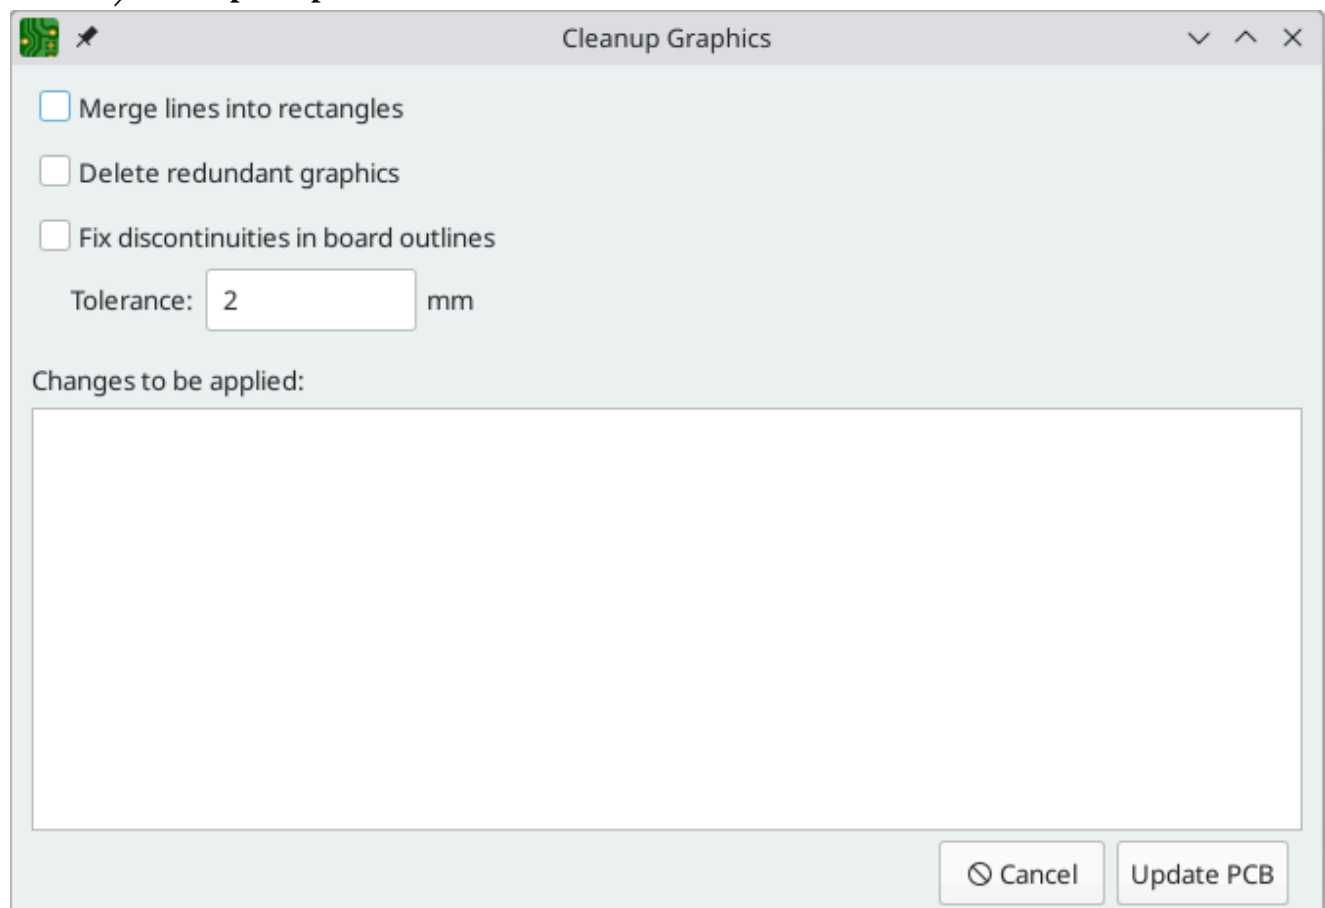 Cleanup Graphics
Merge lines into rectangles
Delete redundant graphics
Fix discontinuities in board outlines
Tolerance: 2 mm
Changes to be applied:
Cancel Update PCB